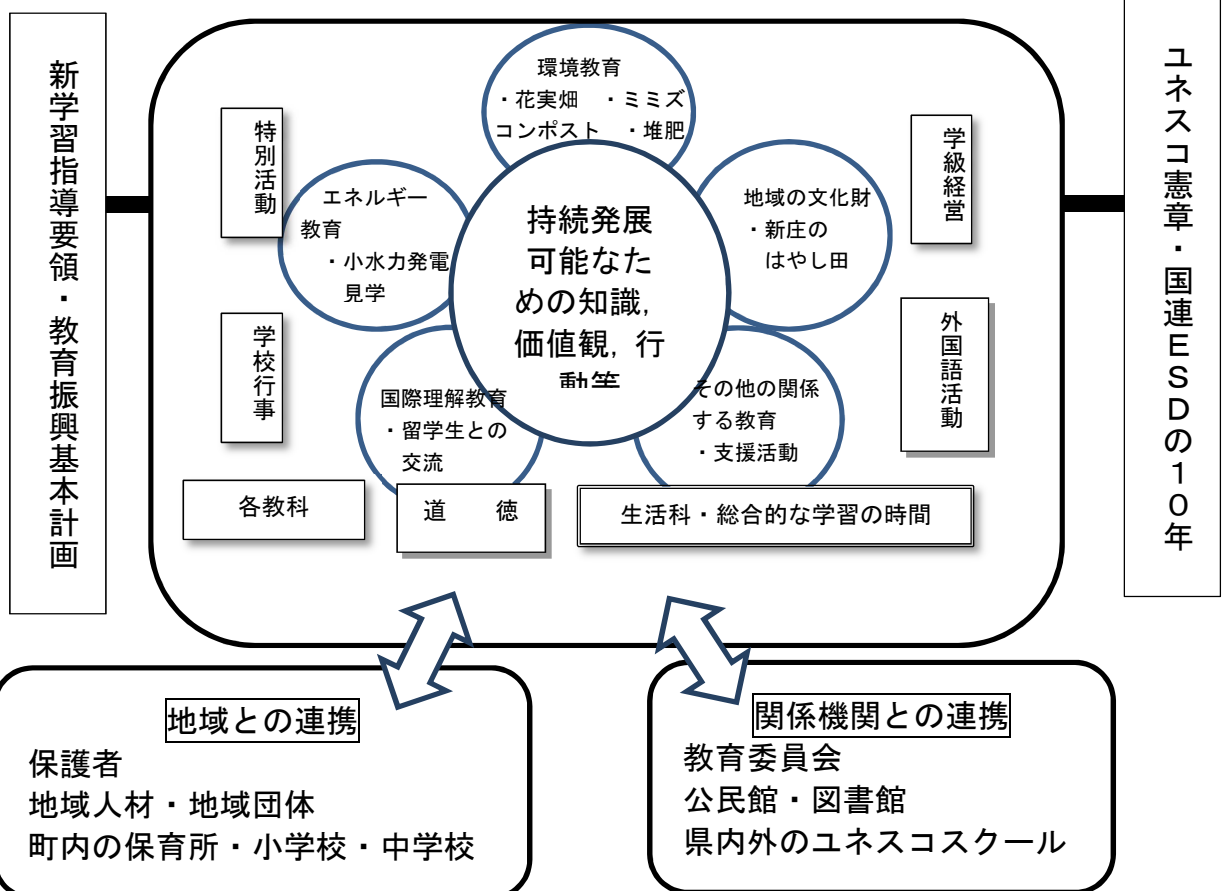 新学習指導要領・教育振興基本計画
ユネスコ憲章・国連ESDの10年
環境教育
・花実畑 ・ミミズ
コンポスト ・堆肥
特別活動
学級経営
エネルギー
教育
・小水力発電
見学
地域の文化財
・新庄の
はやし田
持続発展
可能なた
めの知識,
価値観, 行
動等
学校行事
外国語活動
国際理解教育
・留学生との
交流
その他の関係
する教育
・支援活動
各教科
道 徳
生活科・総合的な学習の時間
地域との連携
保護者
地域人材・地域団体
町内の保育所・小学校・中学校
関係機関との連携
教育委員会
公民館・図書館
県内外のユネスコスクール